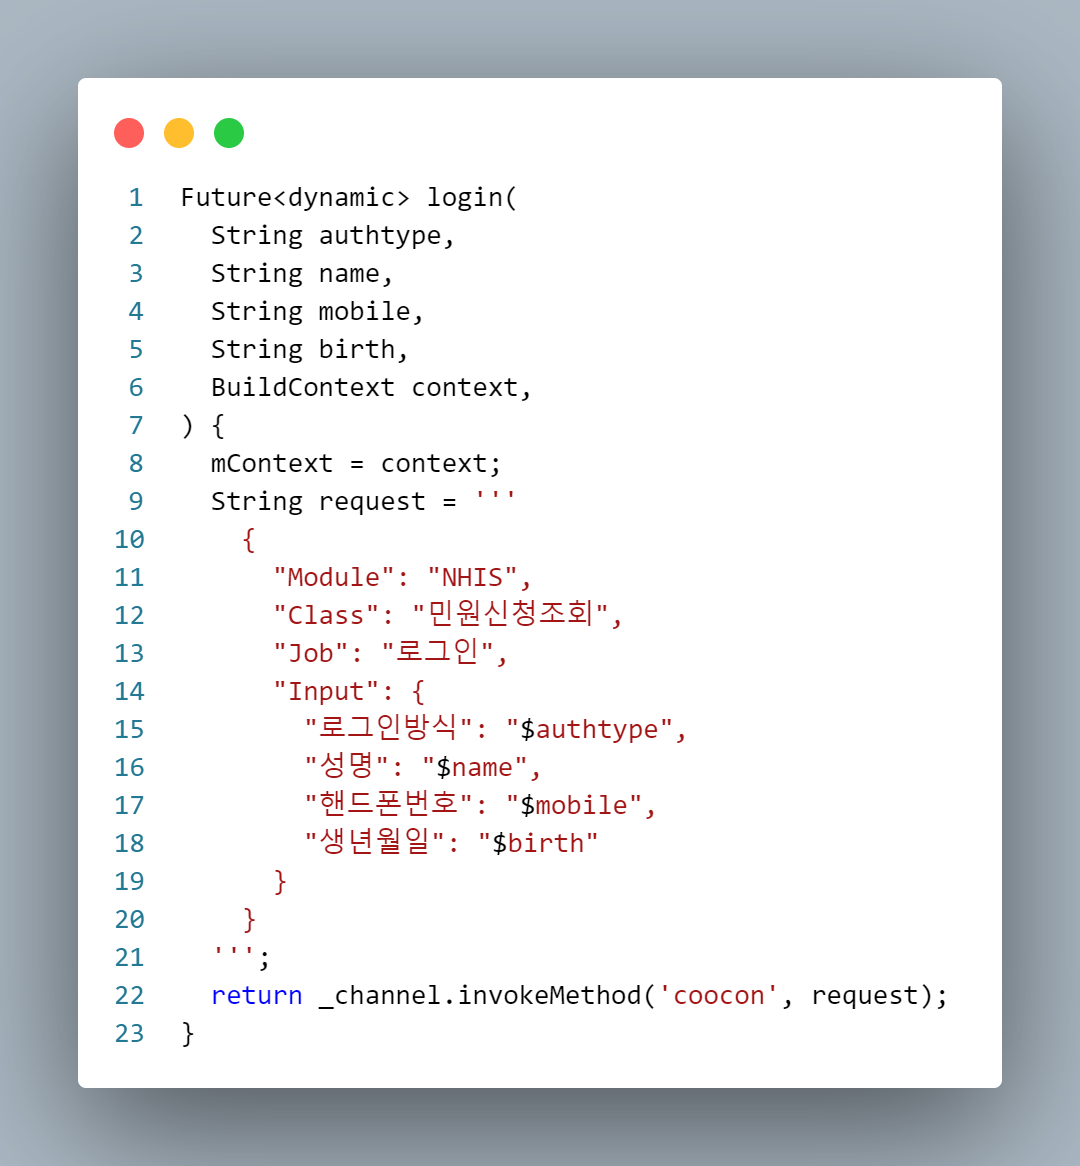 1 Future<dynamic> login(
2   String authtype,
3   String name,
4   String mobile,
5   String birth,
6   BuildContext context,
7 ) {
8   mContext = context;
9   String request = '''
10     {
11       "Module": "NHIS",
12       "Class": "민원신청조회",
13       "Job": "로그인",
14       "Input": {
15         "로그인방식": "$authtype",
16         "성명": "$name",
17         "핸드폰번호": "$mobile",
18         "생년월일": "$birth"
19       }
20     }
21   ''';
22   return _channel.invokeMethod('coocon', request);
23 }